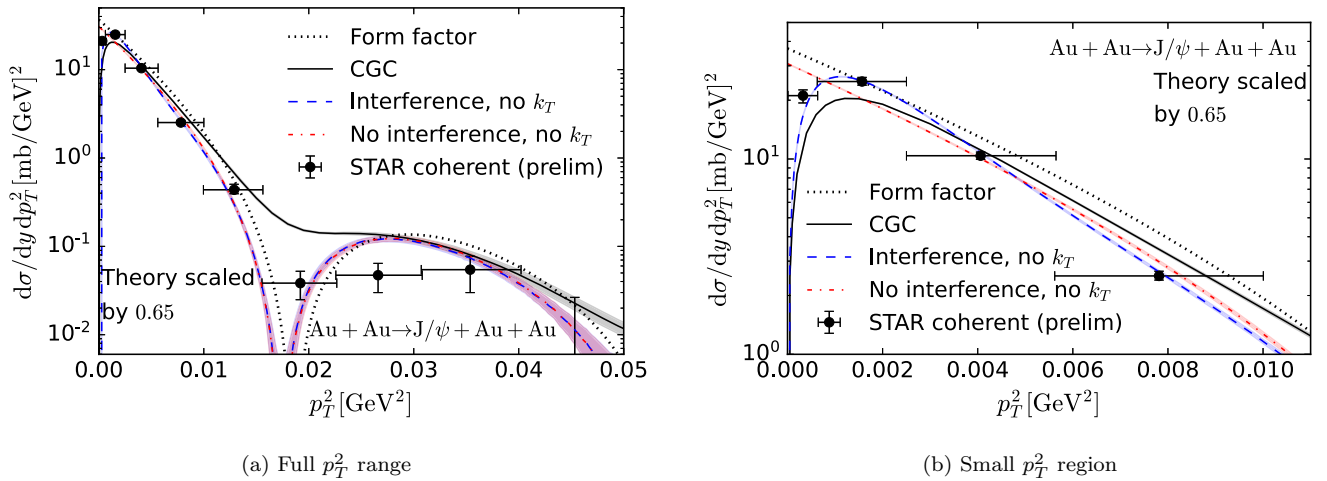 dσ/dy dp_T^2 [mb/GeV]^2
10^1
10^0
10^-1
10^-2
Form factor
CGC
Interference, no k_T
No interference, no k_T
STAR coherent (prelim)
Theory scaled
by 0.65
Au + Au→J/ψ + Au + Au
0.00 0.01 0.02 0.03 0.04 0.05
p_T^2 [GeV^2]
(a) Full p_T^2 range
dσ/dy dp_T^2 [mb/GeV]^2
Au + Au→J/ψ + Au + Au
Theory scaled
by 0.65
10^1
10^0
Form factor
CGC
Interference, no k_T
No interference, no k_T
STAR coherent (prelim)
0.000 0.002 0.004 0.006 0.008 0.010
p_T^2 [GeV^2]
(b) Small p_T^2 region